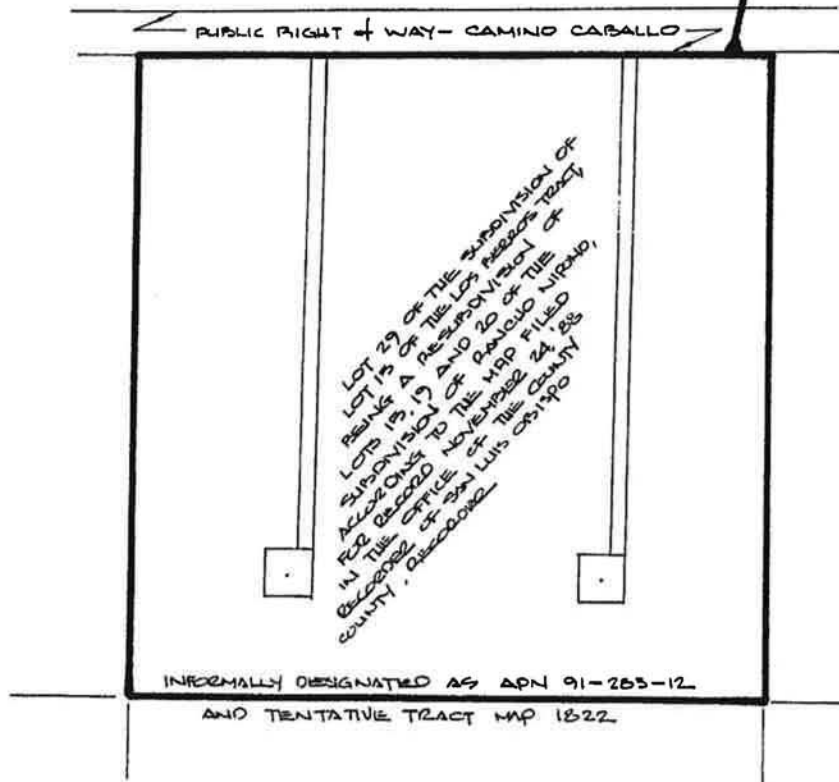 PUBLIC RIGHT of WAY - CAMINO CABALLO
LOT 29 OF THE SUBDIVISION OF
LOT 13 OF THE LOS BERROS TRACT,
BEING A RESUBDIVISION OF
LOTS 13, 19 AND 20 OF THE
SUBDIVISION OF RANCHO NIPOMO,
ACCORDING TO THE MAP FILED
FOR RECORD NOVEMBER 24, '88
IN THE OFFICE OF THE COUNTY
RECORDER OF SAN LUIS OBISPO
COUNTY, RECORDER
INFORMALLY DESIGNATED AS APN 91-283-12
AND TENTATIVE TRACT MAP 1822